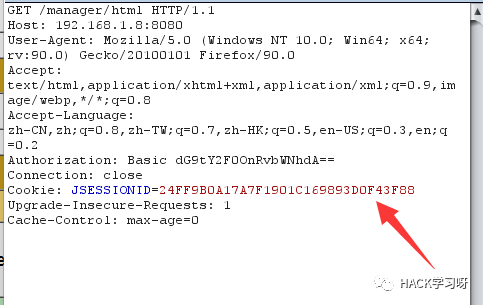 GET /manager/html HTTP/1.1
Host: 192.168.1.8:8080
User-Agent: Mozilla/5.0 (Windows NT 10.0; Win64; x64;
rv:90.0) Gecko/20100101 Firefox/90.0
Accept:
text/html,application/xhtml+xml,application/xml;q=0.9,im
age/webp,*/*;q=0.8
Accept-Language:
zh-CN,zh;q=0.8,zh-TW;q=0.7,zh-HK;q=0.5,en-US;q=0.3,en;q
=0.2
Authorization: Basic dG9tY2F0OnRvbWNhdA==
Connection: close
Cookie: JSESSIONID=24FF9B0A17A7F1901C169893D0F43F88
Upgrade-Insecure-Requests: 1
Cache-Control: max-age=0
HACK学习呀